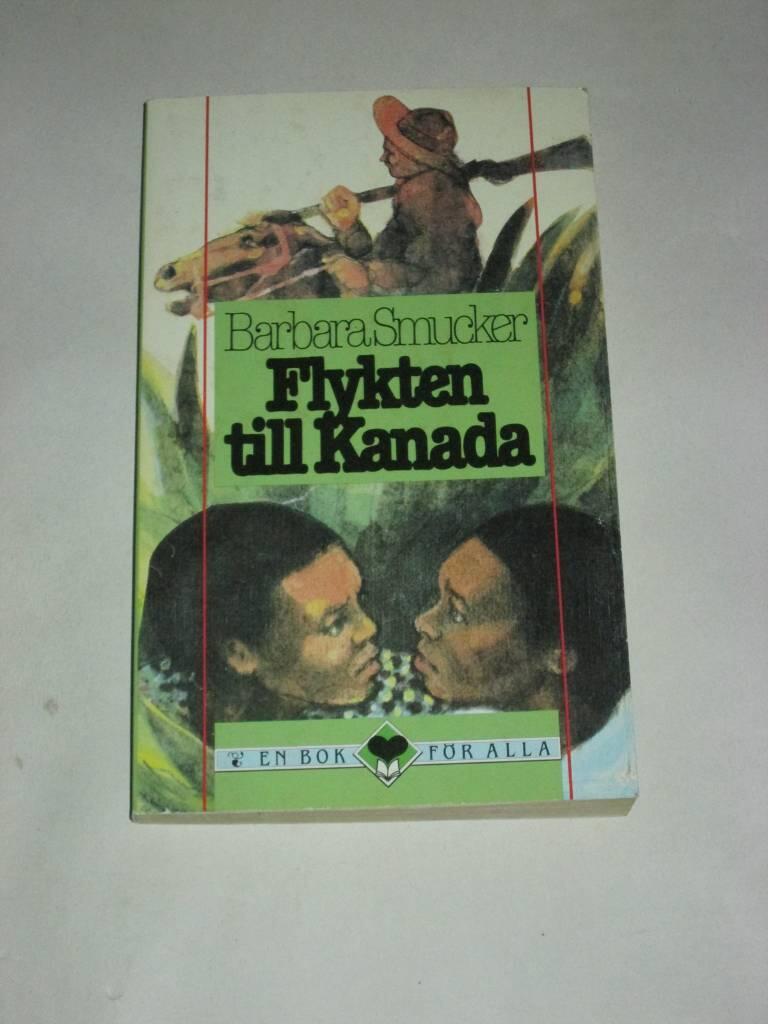 Barbara Smucker
Flykten
till Kanada
EN BOK FÖR ALLA